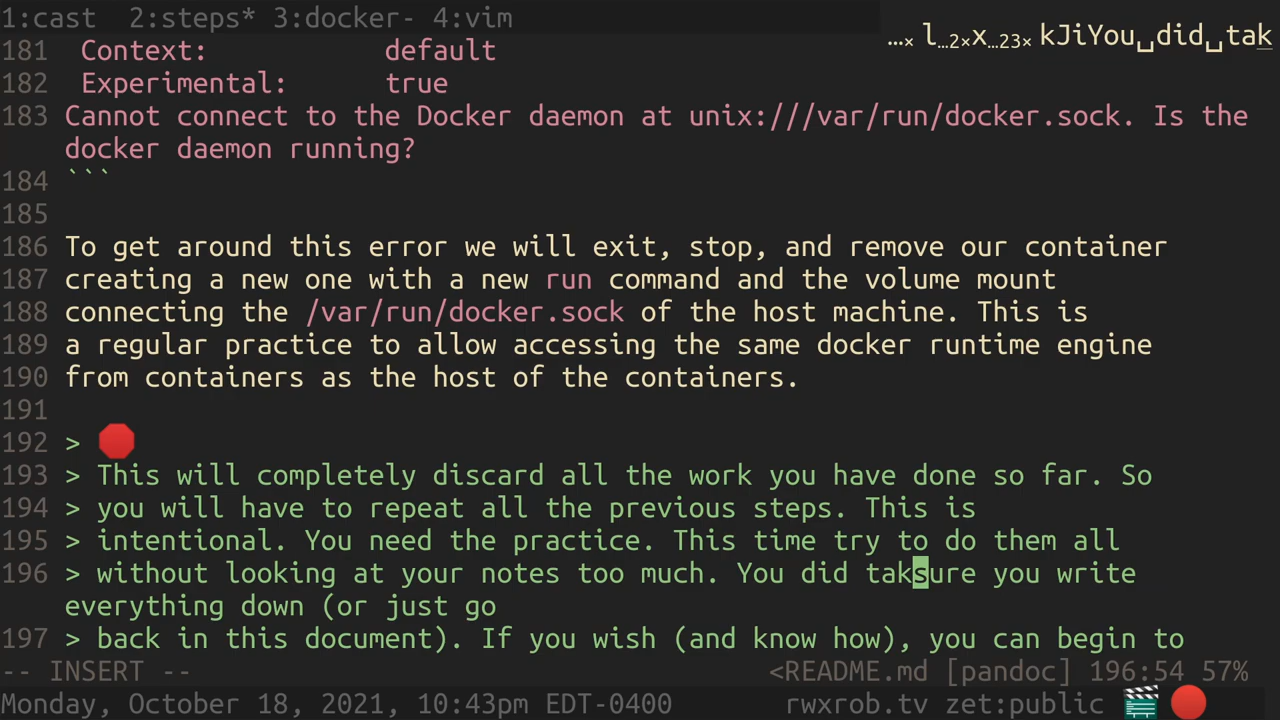 1:cast  2:steps* 3:docker- 4:vim
…× l…2×x…23× kJiYou␣did␣tak
181  Context:           default
182  Experimental:      true
183 Cannot connect to the Docker daemon at unix:///var/run/docker.sock. Is the
docker daemon running?
184 ```
185
186 To get around this error we will exit, stop, and remove our container
187 creating a new one with a new run command and the volume mount
188 connecting the /var/run/docker.sock of the host machine. This is
189 a regular practice to allow accessing the same docker runtime engine
190 from containers as the host of the containers.
191
192 > 🛑
193 > This will completely discard all the work you have done so far. So
194 > you will have to repeat all the previous steps. This is
195 > intentional. You need the practice. This time try to do them all
196 > without looking at your notes too much. You did taksure you write
everything down (or just go
197 > back in this document). If you wish (and know how), you can begin to
-- INSERT --                                    <README.md [pandoc] 196:54 57%
Monday, October 18, 2021, 10:43pm EDT-0400       rwxrob.tv zet:public 🎬 🔴